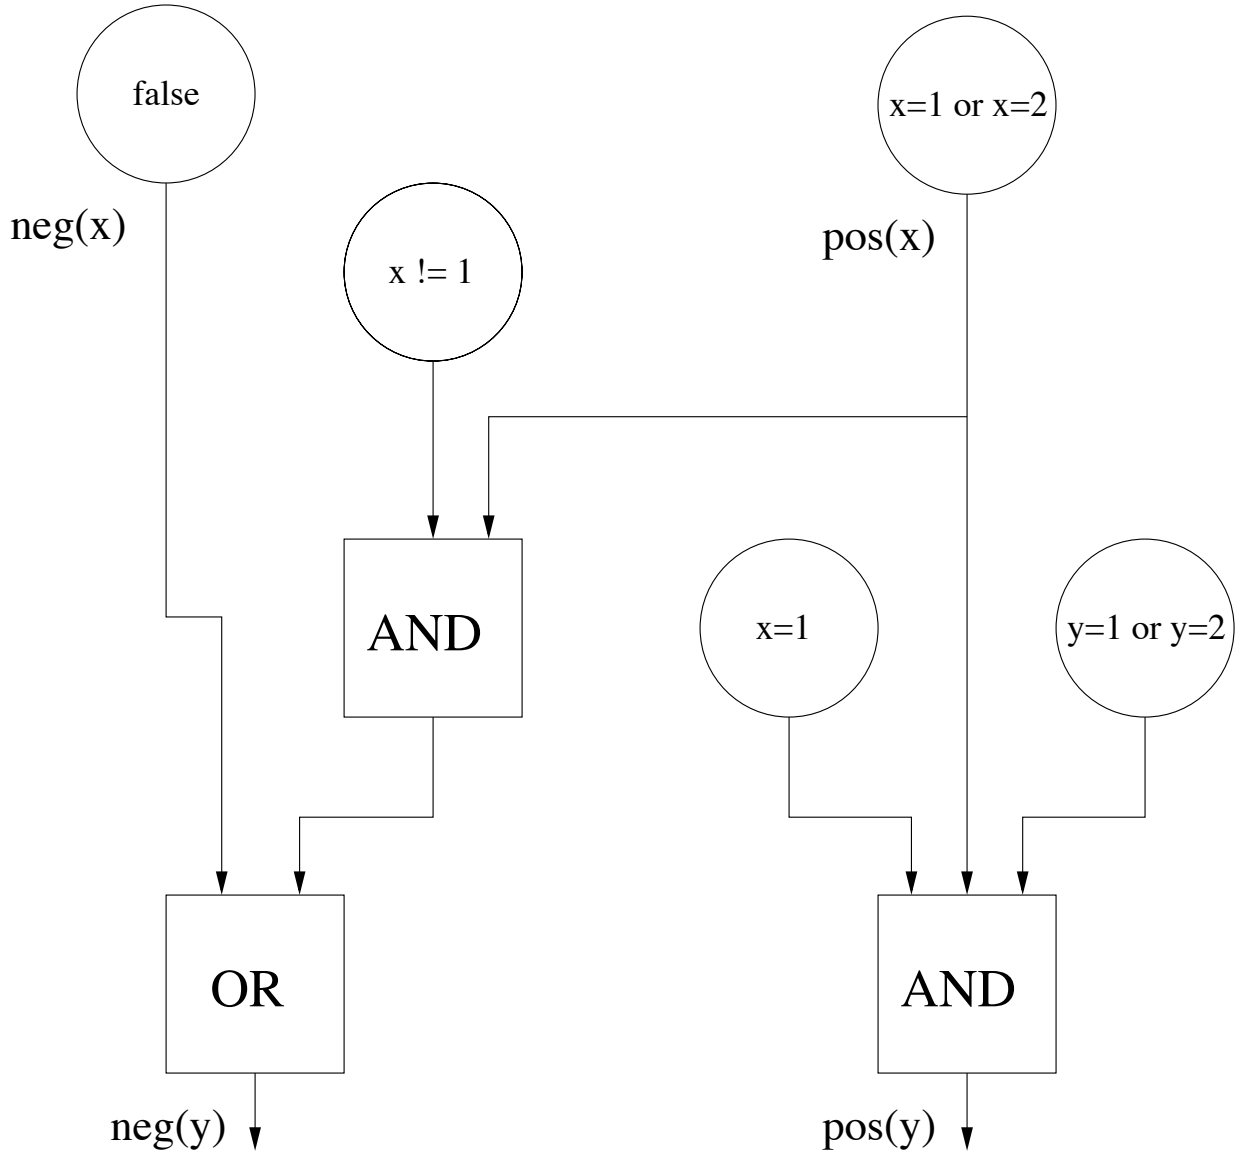 false
x=1 or x=2
neg(x)
pos(x)
x != 1
AND
x=1
y=1 or y=2
OR
AND
neg(y)
pos(y)